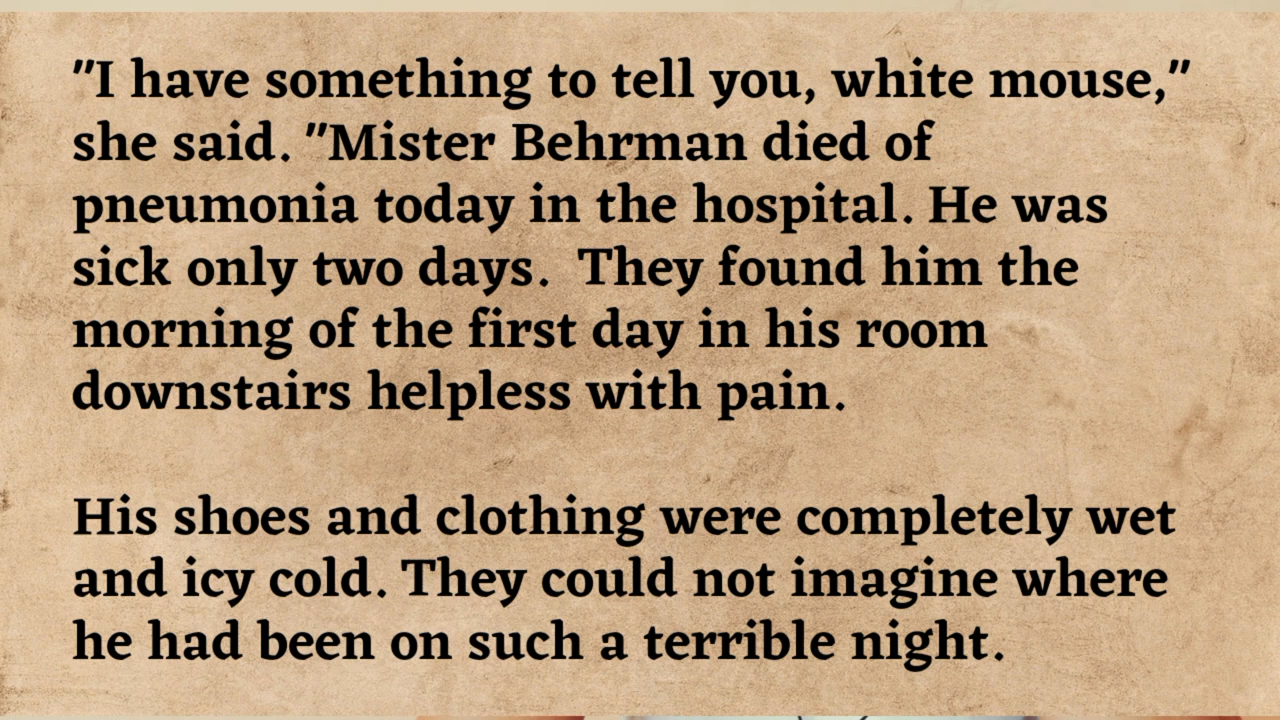 "I have something to tell you, white mouse,"
she said. "Mister Behrman died of
pneumonia today in the hospital. He was
sick only two days.  They found him the
morning of the first day in his room
downstairs helpless with pain.
His shoes and clothing were completely wet
and icy cold. They could not imagine where
he had been on such a terrible night.